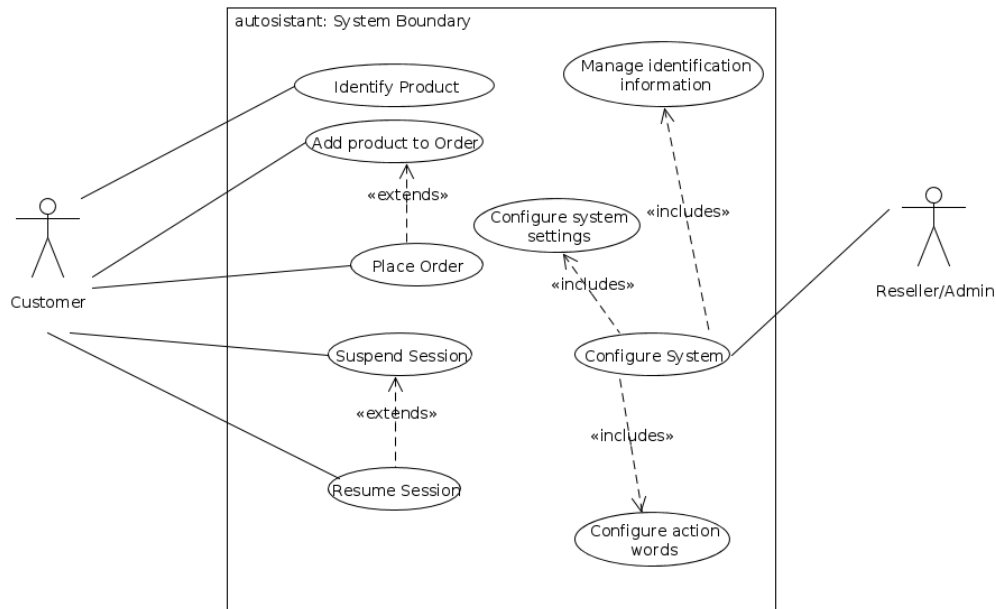 autosistant: System Boundary
Manage identification
information
Identify Product
Add product to Order
«extends»
«includes»
Configure system
settings
Place Order
«includes»
Customer
Reseller/Admin
Suspend Session
Configure System
«extends»
«includes»
Resume Session
Configure action
words